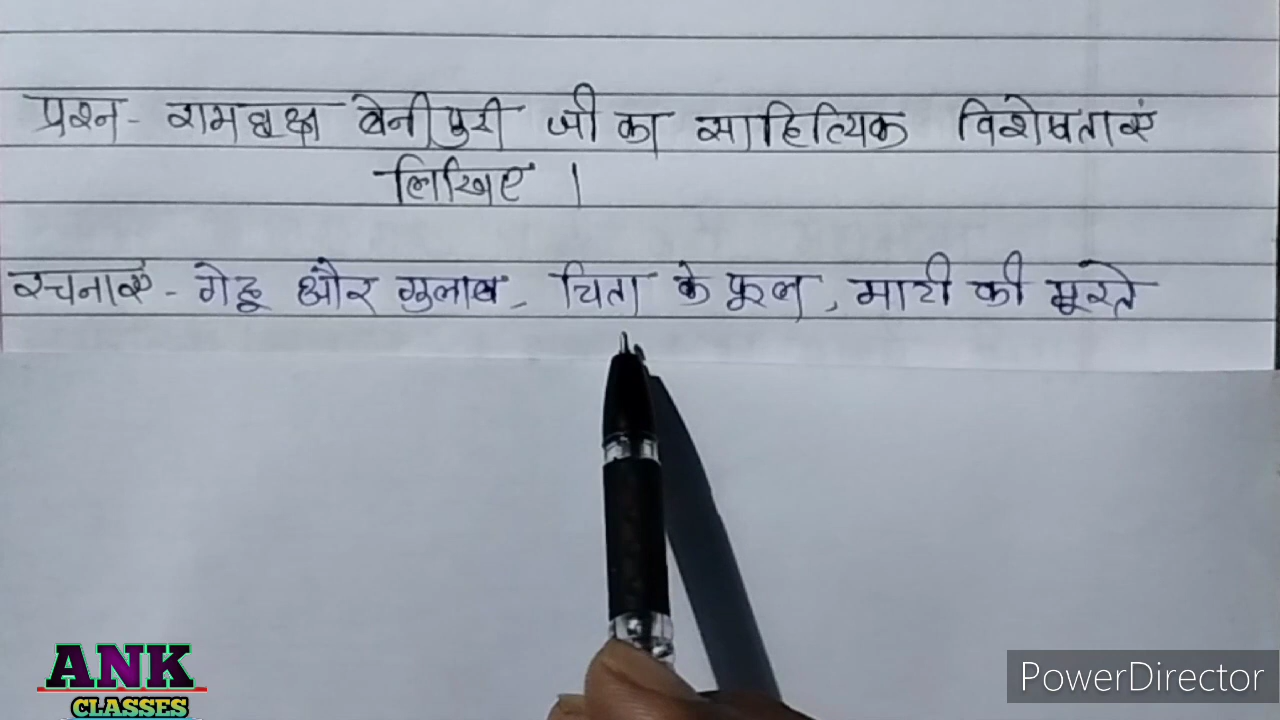 प्रश्न- रामवृक्ष बेनीपुरी जी का साहित्यिक विशेषताएं
लिखिए ।
रचनाएं - गेहू और गुलाब, चिता के फूल, माटी की मूरते
ANK
CLASSES
PowerDirector